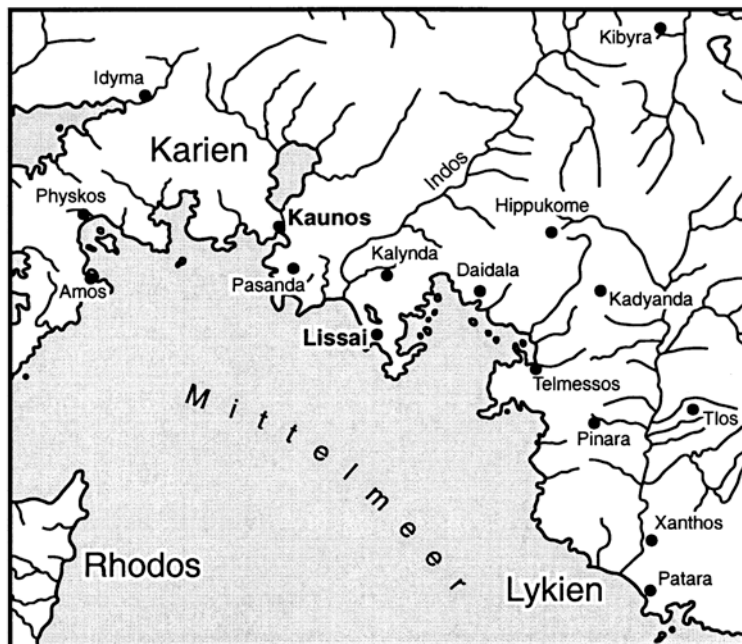 Kibyra
Idyma
Karien
Indos
Physkos
Kaunos
Hippukome
Kalynda
Daidala
Pasanda
Amos
Kadyanda
Lissai
Telmessos
Mittelmeer
Tlos
Pinara
Xanthos
Rhodos
Lykien
Patara